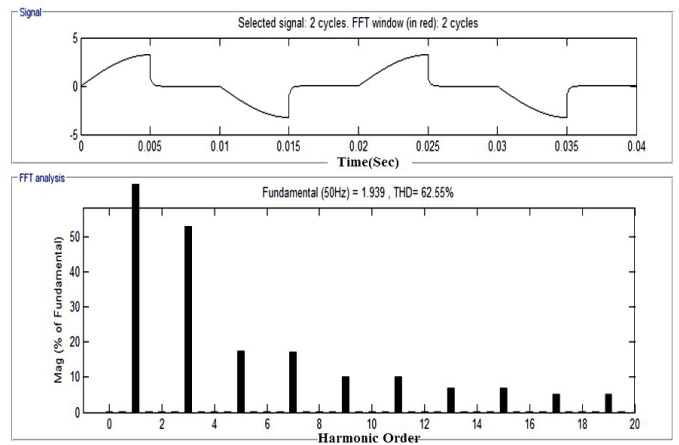 Signal
Selected signal: 2 cycles. FFT window (in red): 2 cycles
5
0
-5
0 0.005 0.01 0.015 0.02 0.025 0.03 0.035 0.04
Time(Sec)
FFT analysis
Fundamental (50Hz) = 1.939 , THD= 62.55%
Mag (% of Fundamental)
50
40
30
20
10
0
0 2 4 6 8 10 12 14 16 18 20
Harmonic Order